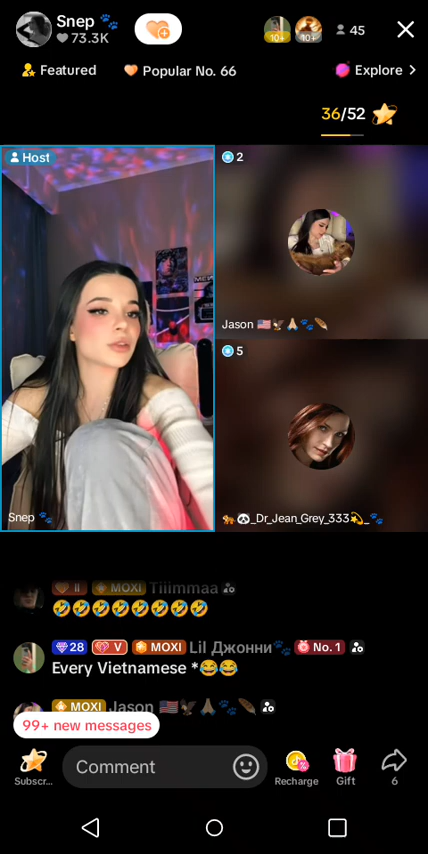 Snep 🐾
73.3K
10+
10+
45
Featured
Popular No. 66
Explore >
36/52
Host
2
Jason 🇺🇸🦅🙏🏼🐾🪶
Snep 🐾
5
🐅🐼_Dr_Jean_Grey_333💫_🐾
II MOXI Tiiimmaa
🤣🤣🤣🤣🤣🤣🤣🤣
28 V MOXI Lil Джонни🐾 No. 1
Every Vietnamese *😂😂
MOXI Jason 🇺🇸🦅🙏🏼🐾🪶
99+ new messages
Subscr...
Comment
Recharge
Gift
6